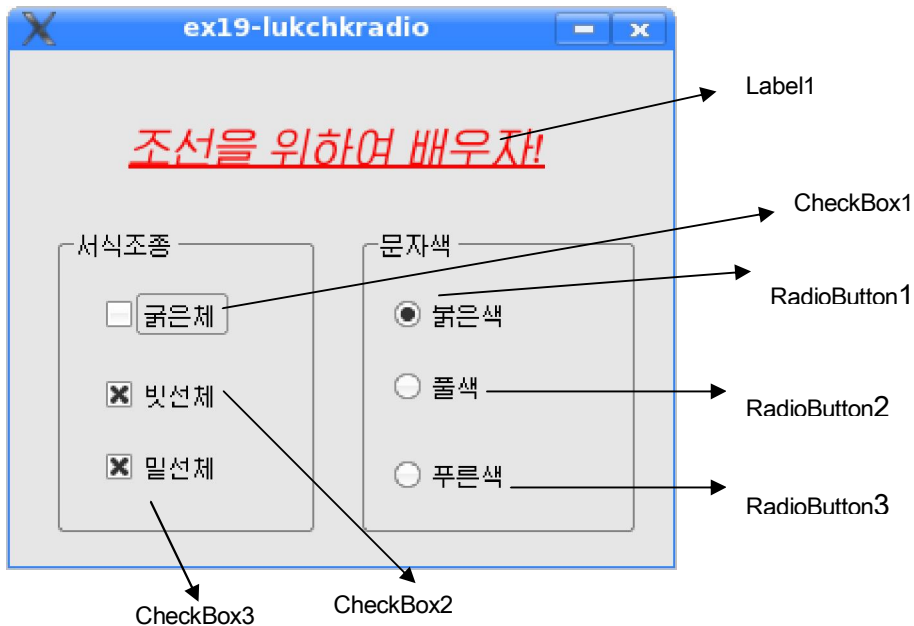 ex19-lukchkradio
Label1
조선을 위하여 배우자!
CheckBox1
서식조종
문자색
RadioButton1
굵은체
붉은색
빗선체
풀색
RadioButton2
밑선체
푸른색
RadioButton3
CheckBox3
CheckBox2